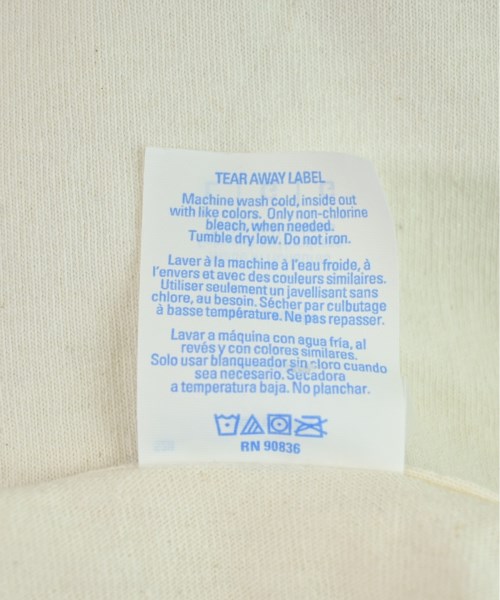 TEAR AWAY LABEL
Machine wash cold, inside out
with like colors. Only non-chlorine
bleach, when needed.
Tumble dry low. Do not iron.
Laver à la machine à l'eau froide, à
l'envers et avec des couleurs similaires.
Utiliser seulement un javellisant sans
chlore, au besoin. Sécher par culbutage
à basse température. Ne pas repasser.
Lavar a máquina con agua fría, al
revés y con colores similares.
Solo usar blanqueador sin cloro cuando
sea necesario. Secadora
a temperatura baja. No planchar.
RN 90836